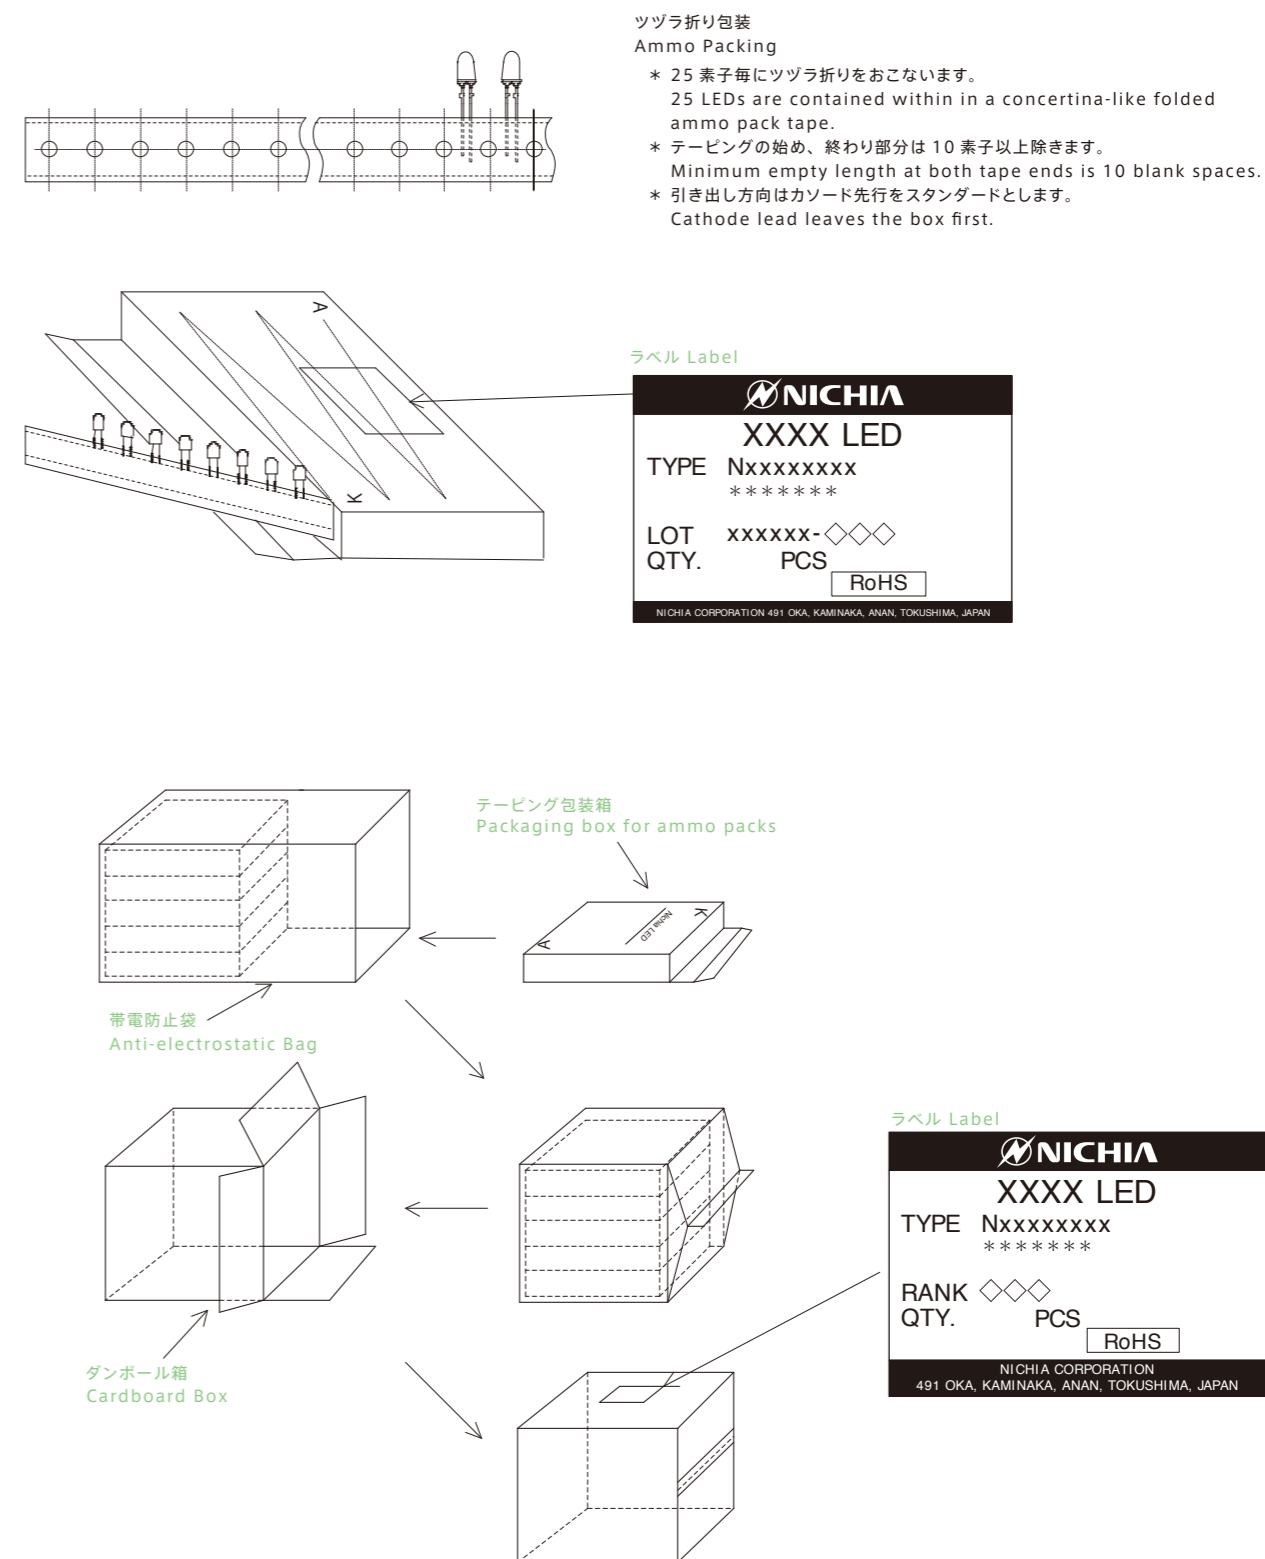 ツヅラ折り包装
Ammo Packing
＊ 25 素子毎にツヅラ折りをおこないます。
25 LEDs are contained within in a concertina-like folded
ammo pack tape.
＊ テーピングの始め、終わり部分は 10 素子以上除きます。
Minimum empty length at both tape ends is 10 blank spaces.
＊ 引き出し方向はカソード先行をスタンダードとします。
Cathode lead leaves the box first.
A
K
ラベル Label
NICHIA
XXXX LED
TYPE Nxxxxxxxx
*******
LOT xxxxxx-◇◇◇
QTY. PCS
RoHS
NICHIA CORPORATION 491 OKA, KAMINAKA, ANAN, TOKUSHIMA, JAPAN
テーピング包装箱
Packaging box for ammo packs
Nichia LED
K
A
帯電防止袋
Anti-electrostatic Bag
ラベル Label
NICHIA
XXXX LED
TYPE Nxxxxxxxx
*******
RANK ◇◇◇
QTY. PCS
RoHS
NICHIA CORPORATION
491 OKA, KAMINAKA, ANAN, TOKUSHIMA, JAPAN
ダンボール箱
Cardboard Box